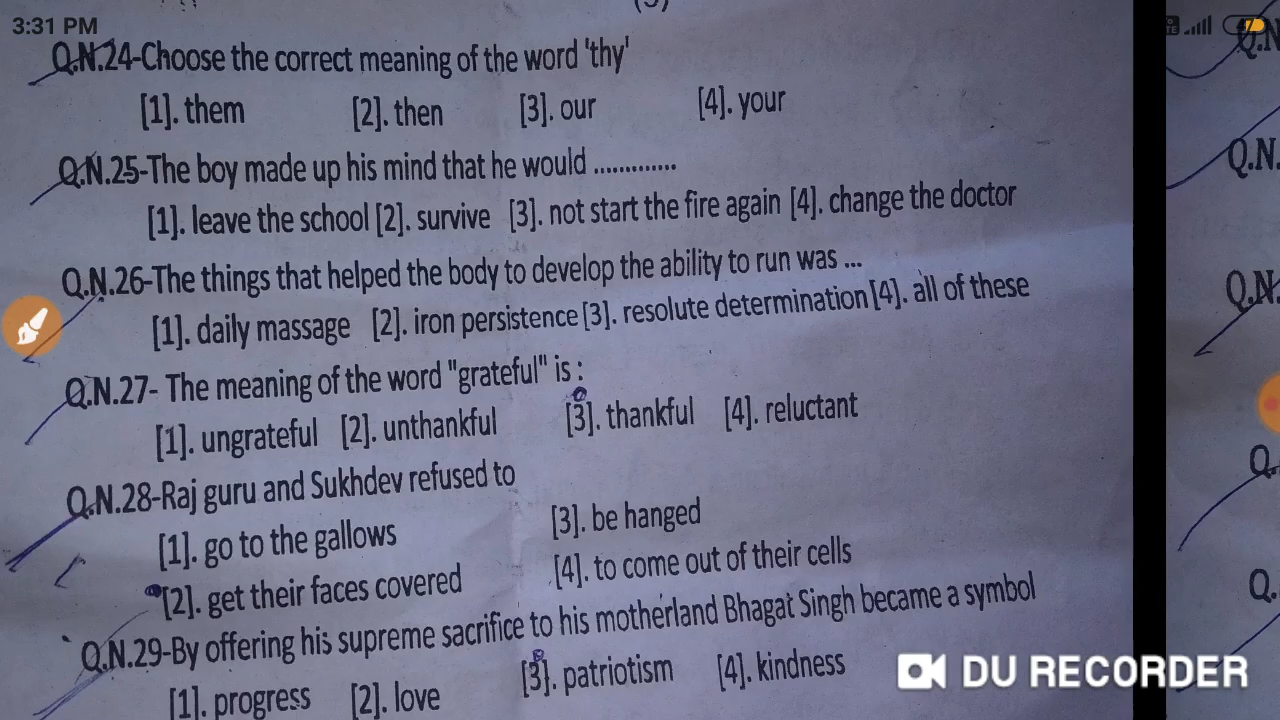 3:31 PM
Q.N.24-Choose the correct meaning of the word 'thy'
[1]. them [2]. then [3]. our [4]. your
Q.N.25-The boy made up his mind that he would .............
[1]. leave the school [2]. survive [3]. not start the fire again [4]. change the doctor
Q.N.26-The things that helped the body to develop the ability to run was ...
[1]. daily massage [2]. iron persistence [3]. resolute determination [4]. all of these
Q.N.27- The meaning of the word "grateful" is :
[1]. ungrateful [2]. unthankful [3]. thankful [4]. reluctant
Q.N.28-Raj guru and Sukhdev refused to
[1]. go to the gallows [3]. be hanged
[2]. get their faces covered [4]. to come out of their cells
Q.N.29-By offering his supreme sacrifice to his motherland Bhagat Singh became a symbol
[1]. progress [2]. love [3]. patriotism [4]. kindness
Q.N
Q.N.
Q.N.
Q.
Q.
DU RECORDER